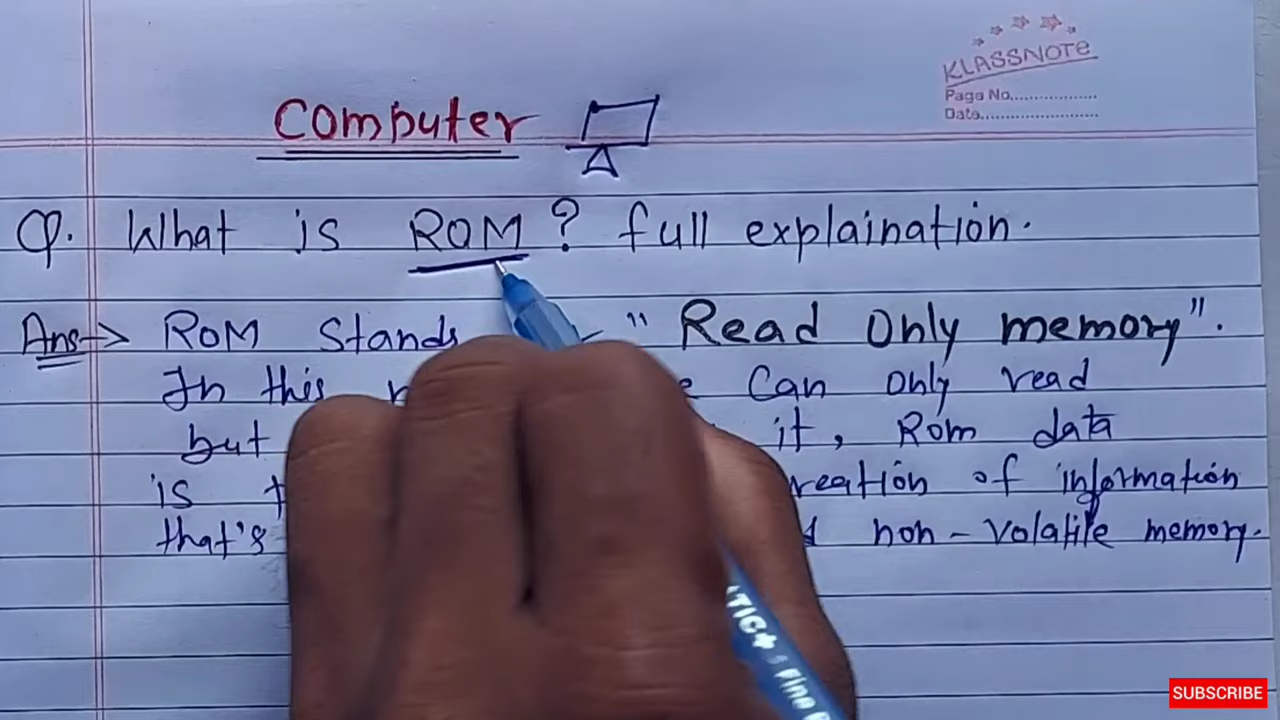 KLASSNOTE
Page No.
Date.
Computer
Q. What is ROM? full explaination.
Ans→ ROM Stands "Read Only memory".
In this Can only read
but it, Rom data
is of information
that's non-volatile memory.
SUBSCRIBE